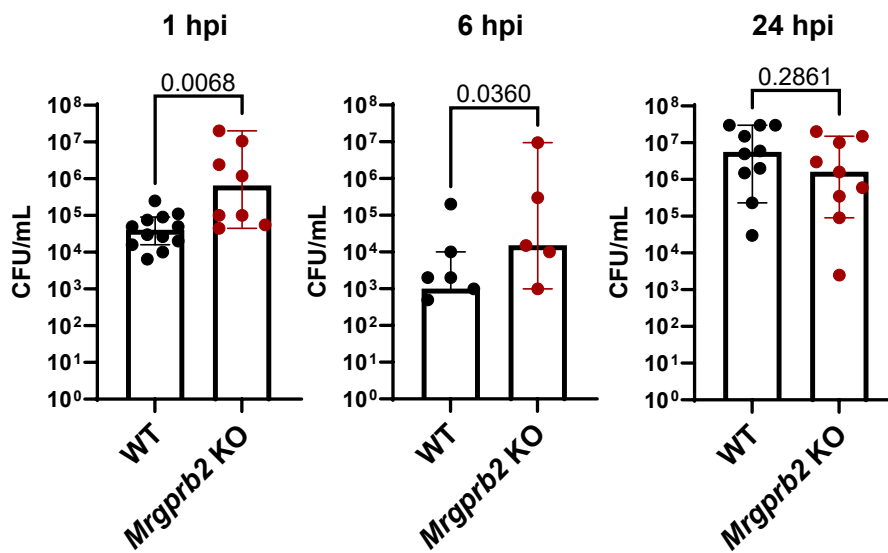 1 hpi
0.0068
CFU/mL
10⁸
10⁷
10⁶
10⁵
10⁴
10³
10²
10¹
10⁰
WT
Mrgprb2 KO
6 hpi
0.0360
CFU/mL
10⁸
10⁷
10⁶
10⁵
10⁴
10³
10²
10¹
10⁰
WT
Mrgprb2 KO
24 hpi
0.2861
CFU/mL
10⁸
10⁷
10⁶
10⁵
10⁴
10³
10²
10¹
10⁰
WT
Mrgprb2 KO